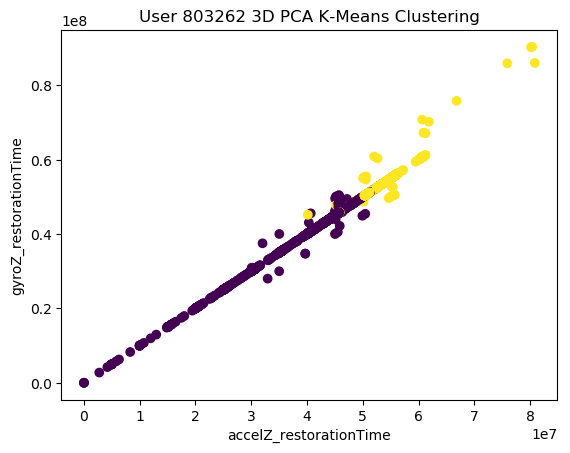 User 803262 3D PCA K-Means Clustering
1e8
0.8
0.6
0.4
0.2
0.0
gyroZ_restorationTime
0 1 2 3 4 5 6 7 8
1e7
accelZ_restorationTime